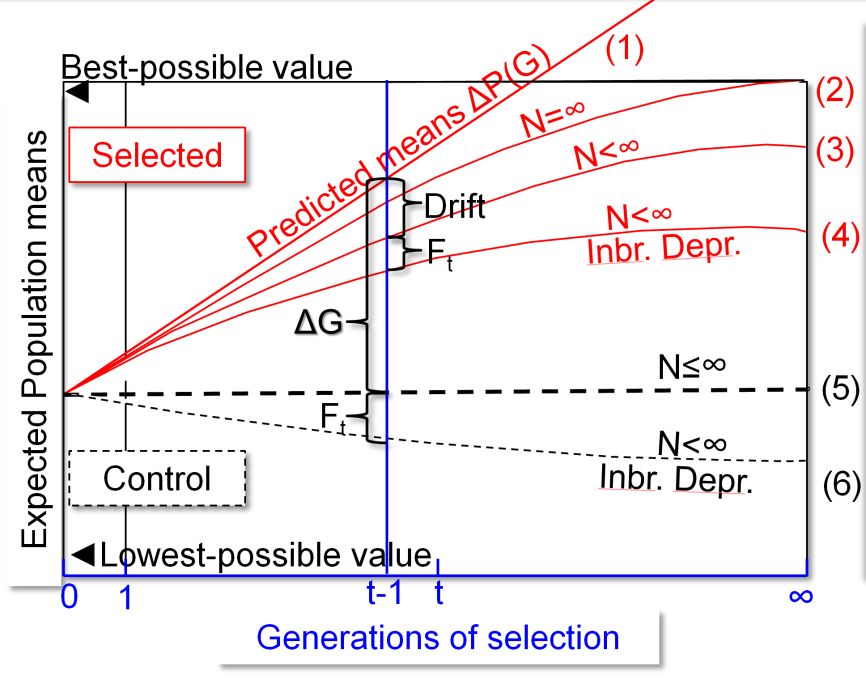 (1)
Best-possible value
Predicted means ΔP(G)
(2)
N=∞
Selected
N<∞
(3)
Drift
N<∞
Inbr. Depr.
(4)
Ft
ΔG
Expected Population means
N≤∞
(5)
Ft
N<∞
Inbr. Depr.
(6)
Control
Lowest-possible value
0 1 t-1 t ∞
Generations of selection